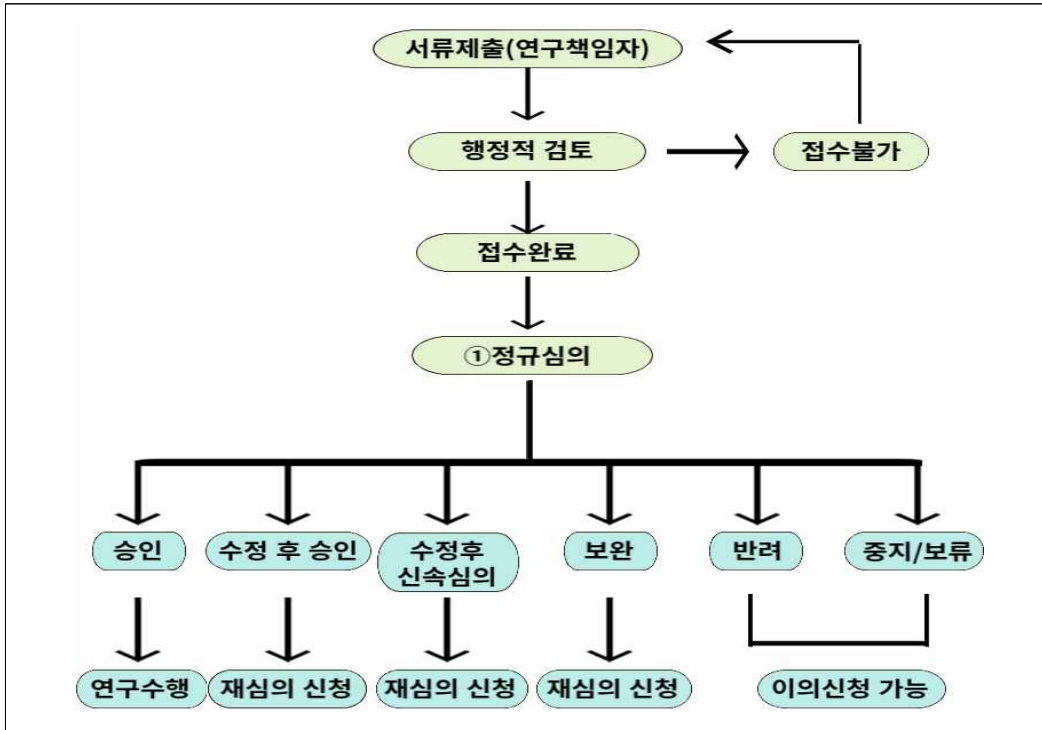 서류제출(연구책임자)
행정적 검토
접수불가
접수완료
①정규심의
승인
수정 후 승인
수정후
신속심의
보완
반려
중지/보류
연구수행
재심의 신청
재심의 신청
재심의 신청
이의신청 가능